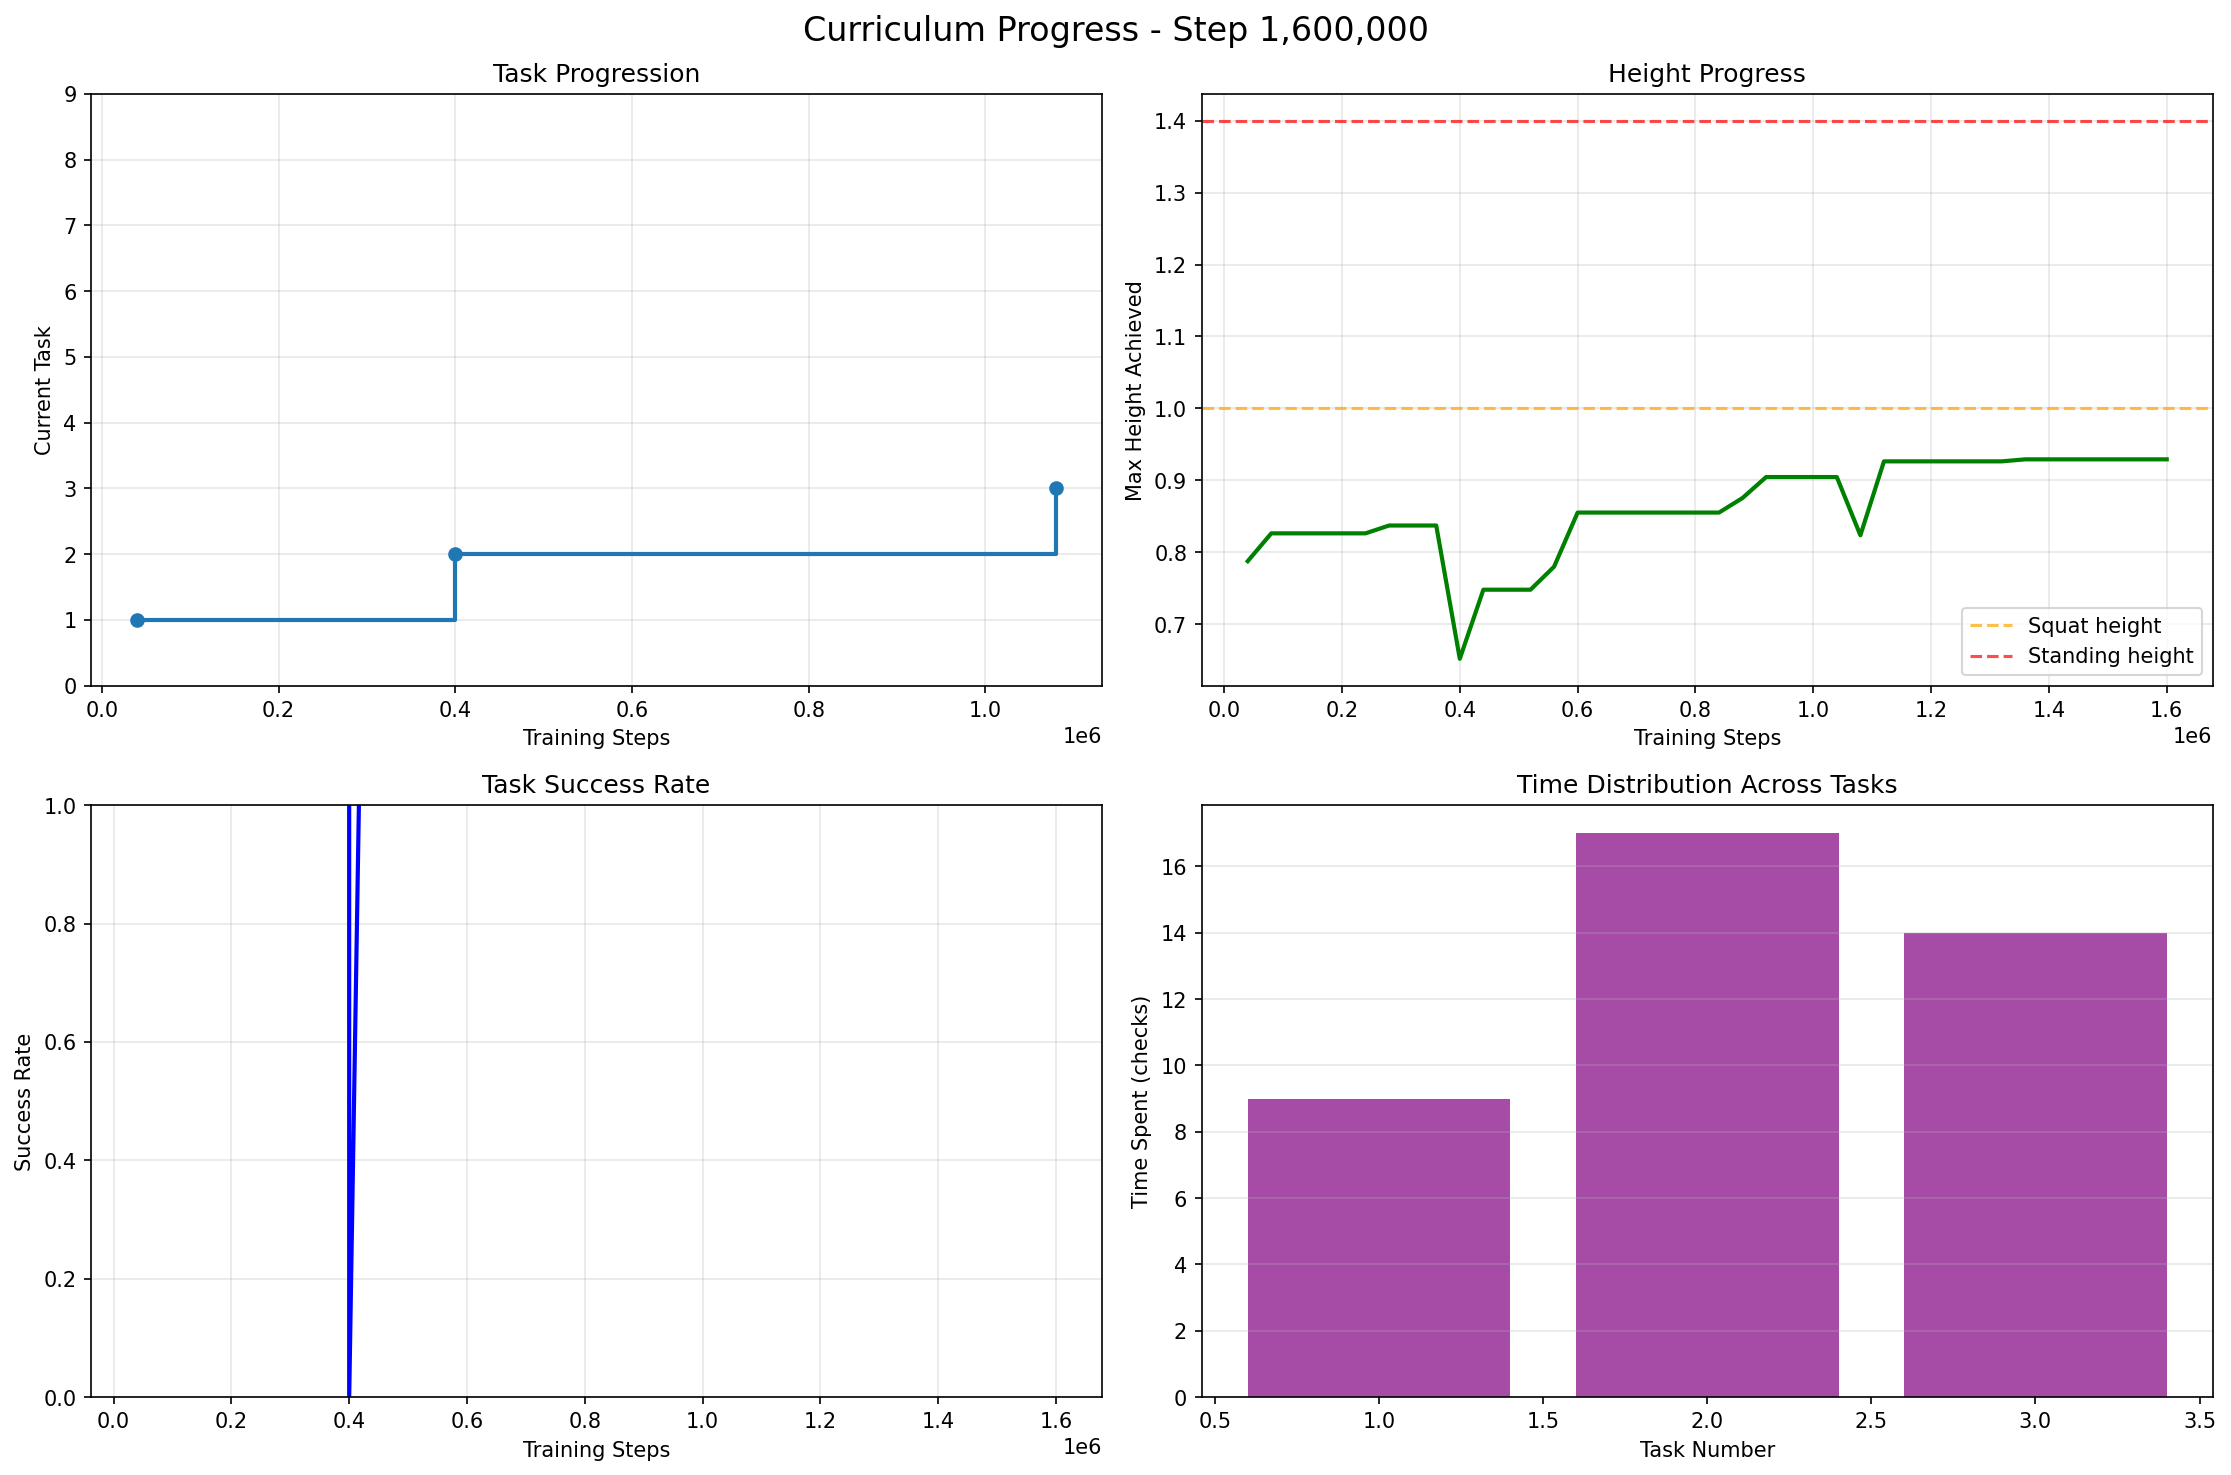 Curriculum Progress - Step 1,600,000
Task Progression
9
8
7
6
5
4
3
2
1
0
Current Task
0.0 0.2 0.4 0.6 0.8 1.0
1e6
Training Steps
Height Progress
1.4
1.3
1.2
1.1
1.0
0.9
0.8
0.7
Max Height Achieved
Squat height
Standing height
0.0 0.2 0.4 0.6 0.8 1.0 1.2 1.4 1.6
1e6
Training Steps
Task Success Rate
1.0
0.8
0.6
0.4
0.2
0.0
Success Rate
0.0 0.2 0.4 0.6 0.8 1.0 1.2 1.4 1.6
1e6
Training Steps
Time Distribution Across Tasks
16
14
12
10
8
6
4
2
0
Time Spent (checks)
0.5 1.0 1.5 2.0 2.5 3.0 3.5
Task Number